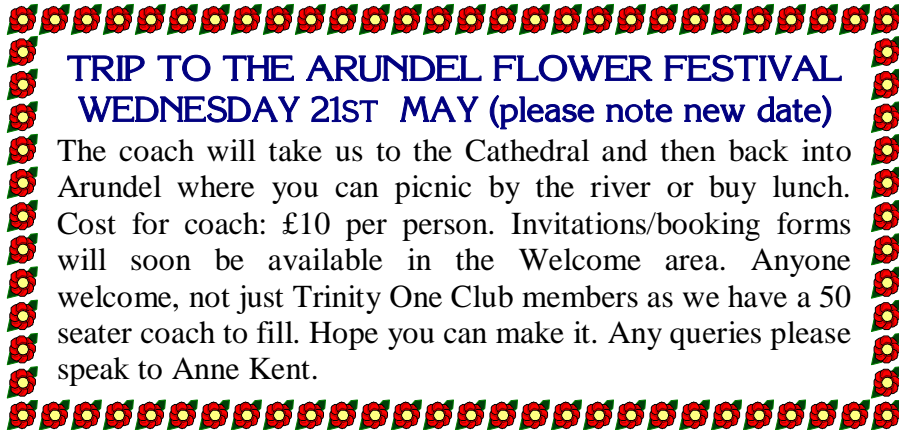 TRIP TO THE ARUNDEL FLOWER FESTIVAL
WEDNESDAY 21ST MAY (please note new date)
The coach will take us to the Cathedral and then back into
Arundel where you can picnic by the river or buy lunch.
Cost for coach: £10 per person. Invitations/booking forms
will soon be available in the Welcome area. Anyone
welcome, not just Trinity One Club members as we have a 50
seater coach to fill. Hope you can make it. Any queries please
speak to Anne Kent.